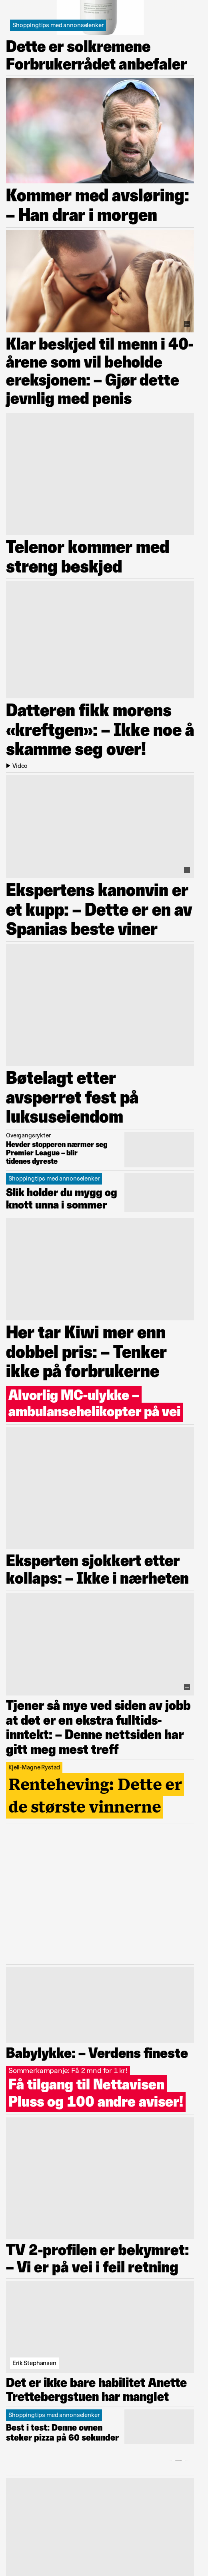 Shoppingtips med annonselenker
Dette er solkremene
Forbrukerrådet anbefaler
Kommer med avsløring:
– Han drar i morgen
Klar beskjed til menn i 40-
årene som vil beholde
ereksjonen: – Gjør dette
jevnlig med penis
Telenor kommer med
streng beskjed
Datteren fikk morens
«kreftgen»: – Ikke noe å
skamme seg over!
Video
Ekspertens kanonvin er
et kupp: – Dette er en av
Spanias beste viner
Bøtelagt etter
avsperret fest på
luksuseiendom
Overgangsrykter
Hevder stopperen nærmer seg
Premier League – blir
tidenes dyreste
Shoppingtips med annonselenker
Slik holder du mygg og
knott unna i sommer
Her tar Kiwi mer enn
dobbel pris: – Tenker
ikke på forbrukerne
Alvorlig MC-ulykke –
ambulansehelikopter på vei
Eksperten sjokkert etter
kollaps: – Ikke i nærheten
Tjener så mye ved siden av jobb
at det er en ekstra fulltids-
inntekt: – Denne nettsiden har
gitt meg mest treff
Kjell-Magne Rystad
Renteheving: Dette er
de største vinnerne
Babylykke: – Verdens fineste
Sommerkampanje: Få 2 mnd for 1 kr!
Få tilgang til Nettavisen
Pluss og 100 andre aviser!
TV 2-profilen er bekymret:
– Vi er på vei i feil retning
Erik Stephansen
Det er ikke bare habilitet Anette
Trettebergstuen har manglet
Shoppingtips med annonselenker
Best i test: Denne ovnen
steker pizza på 60 sekunder